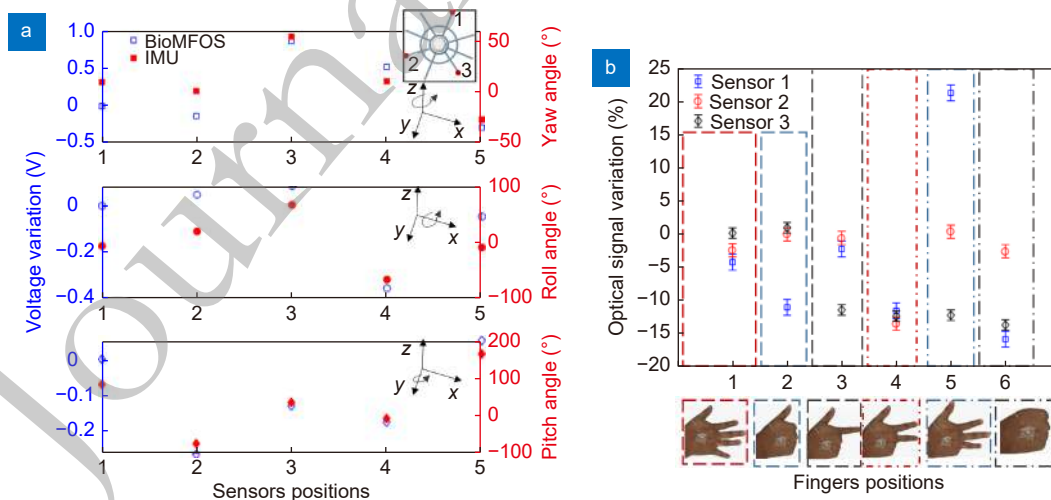 a
BioMFOS
IMU
1
2
3
z
y
x
1.0
0.5
0
−0.5
50
0
−50
Yaw angle (°)
1 2 3 4 5
Voltage variation (V)
0
−0.2
−0.4
z
y
x
100
0
−100
Roll angle (°)
1 2 3 4 5
0
−0.1
−0.2
z
y
x
200
100
0
−100
Pitch angle (°)
1 2 3 4 5
Sensors positions
Journa
b
Sensor 1
Sensor 2
Sensor 3
Optical signal variation (%)
25
20
15
10
5
0
−5
−10
−15
−20
1 2 3 4 5 6
Fingers positions